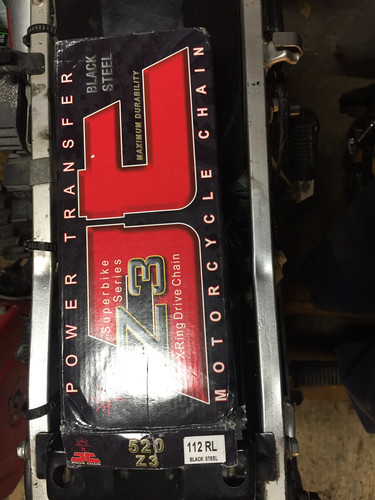 POWER TRANSFER
BLACK
STEEL
MAXIMUM DURABILITY
MOTORCYCLE CHAIN
Superbike
Series
Z3
X-Ring Drive Chain
520
Z3
112 RL
BLACK STEEL